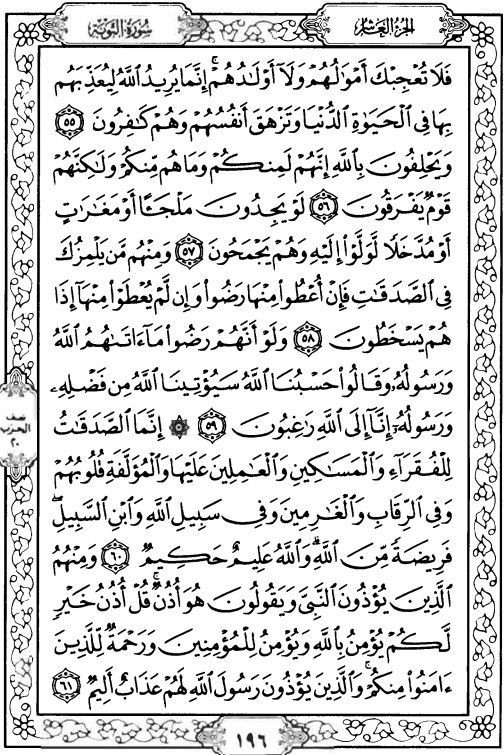 الجزء العاشر
سورة التوبة
فَلَا تُعْجِبْكَ أَمْوَٰلُهُمْ وَلَآ أَوْلَٰدُهُمْ ۚ إِنَّمَا يُرِيدُ ٱللَّهُ لِيُعَذِّبَهُم
بِهَا فِى ٱلْحَيَوٰةِ ٱلدُّنْيَا وَتَزْهَقَ أَنفُسُهُمْ وَهُمْ كَٰفِرُونَ ٥٥
وَيَحْلِفُونَ بِٱللَّهِ إِنَّهُمْ لَمِنكُمْ وَمَا هُم مِّنكُمْ وَلَٰكِنَّهُمْ
قَوْمٌ يَفْرَقُونَ ٥٦ لَوْ يَجِدُونَ مَلْجَـًٔا أَوْ مَغَٰرَٰتٍ
أَوْ مُدَّخَلًا لَّوَلَّوْا۟ إِلَيْهِ وَهُمْ يَجْمَحُونَ ٥٧ وَمِنْهُم مَّن يَلْمِزُكَ
فِى ٱلصَّدَقَٰتِ فَإِنْ أُعْطُوا۟ مِنْهَا رَضُوا۟ وَإِن لَّمْ يُعْطَوْا۟ مِنْهَآ إِذَا
هُمْ يَسْخَطُونَ ٥٨ وَلَوْ أَنَّهُمْ رَضُوا۟ مَآ ءَاتَىٰهُمُ ٱللَّهُ
وَرَسُولُهُۥ وَقَالُوا۟ حَسْبُنَا ٱللَّهُ سَيُؤْتِينَا ٱللَّهُ مِن فَضْلِهِۦ
وَرَسُولُهُۥٓ إِنَّآ إِلَى ٱللَّهِ رَٰغِبُونَ ٥٩ ۞ إِنَّمَا ٱلصَّدَقَٰتُ
لِلْفُقَرَآءِ وَٱلْمَسَٰكِينِ وَٱلْعَٰمِلِينَ عَلَيْهَا وَٱلْمُؤَلَّفَةِ قُلُوبُهُمْ
وَفِى ٱلرِّقَابِ وَٱلْغَٰرِمِينَ وَفِى سَبِيلِ ٱللَّهِ وَٱبْنِ ٱلسَّبِيلِ ۖ
فَرِيضَةً مِّنَ ٱللَّهِ ۗ وَٱللَّهُ عَلِيمٌ حَكِيمٌ ٦٠ وَمِنْهُمُ
ٱلَّذِينَ يُؤْذُونَ ٱلنَّبِىَّ وَيَقُولُونَ هُوَ أُذُنٌ ۚ قُلْ أُذُنُ خَيْرٍ
لَّكُمْ يُؤْمِنُ بِٱللَّهِ وَيُؤْمِنُ لِلْمُؤْمِنِينَ وَرَحْمَةٌ لِّلَّذِينَ
ءَامَنُوا۟ مِنكُمْ ۚ وَٱلَّذِينَ يُؤْذُونَ رَسُولَ ٱللَّهِ لَهُمْ عَذَابٌ أَلِيمٌ ٦١
نصف
الحزب
٢٠
١٩٦